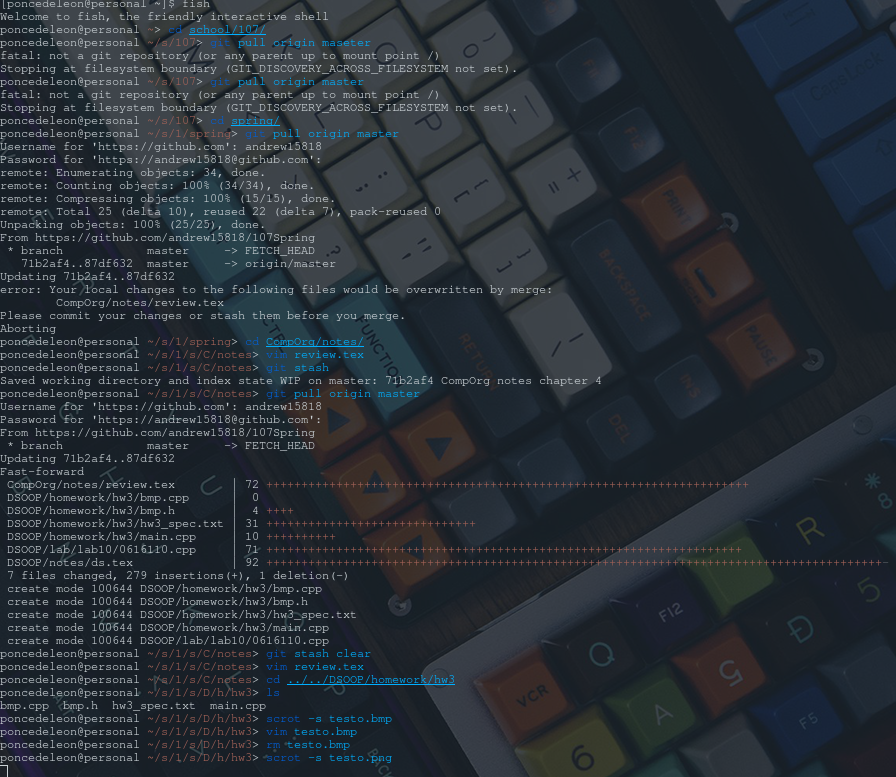 [poncedeleon@personal ~]$ fish
Welcome to fish, the friendly interactive shell
poncedeleon@personal ~> cd school/107/
poncedeleon@personal ~/s/107> git pull origin maseter
fatal: not a git repository (or any parent up to mount point /)
Stopping at filesystem boundary (GIT_DISCOVERY_ACROSS_FILESYSTEM not set).
poncedeleon@personal ~/s/107> git pull origin master
fatal: not a git repository (or any parent up to mount point /)
Stopping at filesystem boundary (GIT_DISCOVERY_ACROSS_FILESYSTEM not set).
poncedeleon@personal ~/s/107> cd spring/
poncedeleon@personal ~/s/1/spring> git pull origin master
Username for 'https://github.com': andrew15818
Password for 'https://andrew15818@github.com':
remote: Enumerating objects: 34, done.
remote: Counting objects: 100% (34/34), done.
remote: Compressing objects: 100% (15/15), done.
remote: Total 25 (delta 10), reused 22 (delta 7), pack-reused 0
Unpacking objects: 100% (25/25), done.
From https://github.com/andrew15818/107Spring
 * branch            master     -> FETCH_HEAD
   71b2af4..87df632  master     -> origin/master
Updating 71b2af4..87df632
error: Your local changes to the following files would be overwritten by merge:
        CompOrg/notes/review.tex
Please commit your changes or stash them before you merge.
Aborting
poncedeleon@personal ~/s/1/spring> cd CompOrg/notes/
poncedeleon@personal ~/s/1/s/C/notes> vim review.tex
poncedeleon@personal ~/s/1/s/C/notes> git stash
Saved working directory and index state WIP on master: 71b2af4 CompOrg notes chapter 4
poncedeleon@personal ~/s/1/s/C/notes> git pull origin master
Username for 'https://github.com': andrew15818
Password for 'https://andrew15818@github.com':
From https://github.com/andrew15818/107Spring
 * branch            master     -> FETCH_HEAD
Updating 71b2af4..87df632
Fast-forward
 CompOrg/notes/review.tex       | 72 ++++++++++++++++++++++++++++++++++++++++++++++++++++++++++++++++++++++++
 DSOOP/homework/hw3/bmp.cpp     |  0
 DSOOP/homework/hw3/bmp.h       |  4 ++++
 DSOOP/homework/hw3/hw3_spec.txt | 31 +++++++++++++++++++++++++++++++
 DSOOP/homework/hw3/main.cpp    | 10 ++++++++++
 DSOOP/lab/lab10/0616110.cpp    | 71 +++++++++++++++++++++++++++++++++++++++++++++++++++++++++++++++++++++++
 DSOOP/notes/ds.tex             | 92 +++++++++++++++++++++++++++++++++++++++++++++++++++++++++++++++++++++++++++++++++++++++++++-
 7 files changed, 279 insertions(+), 1 deletion(-)
 create mode 100644 DSOOP/homework/hw3/bmp.cpp
 create mode 100644 DSOOP/homework/hw3/bmp.h
 create mode 100644 DSOOP/homework/hw3/hw3_spec.txt
 create mode 100644 DSOOP/homework/hw3/main.cpp
 create mode 100644 DSOOP/lab/lab10/0616110.cpp
poncedeleon@personal ~/s/1/s/C/notes> git stash clear
poncedeleon@personal ~/s/1/s/C/notes> vim review.tex
poncedeleon@personal ~/s/1/s/C/notes> cd ../../DSOOP/homework/hw3
poncedeleon@personal ~/s/1/s/D/h/hw3> ls
bmp.cpp  bmp.h  hw3_spec.txt  main.cpp
poncedeleon@personal ~/s/1/s/D/h/hw3> scrot -s testo.bmp
poncedeleon@personal ~/s/1/s/D/h/hw3> vim testo.bmp
poncedeleon@personal ~/s/1/s/D/h/hw3> rm testo.bmp
poncedeleon@personal ~/s/1/s/D/h/hw3> scrot -s testo.png
PRINT
PAUSE
BACKSPACE
RETURN
FUNCTION
INS
DEL
F12
VCR
F5
Q
R
A
G
U
6
5
8